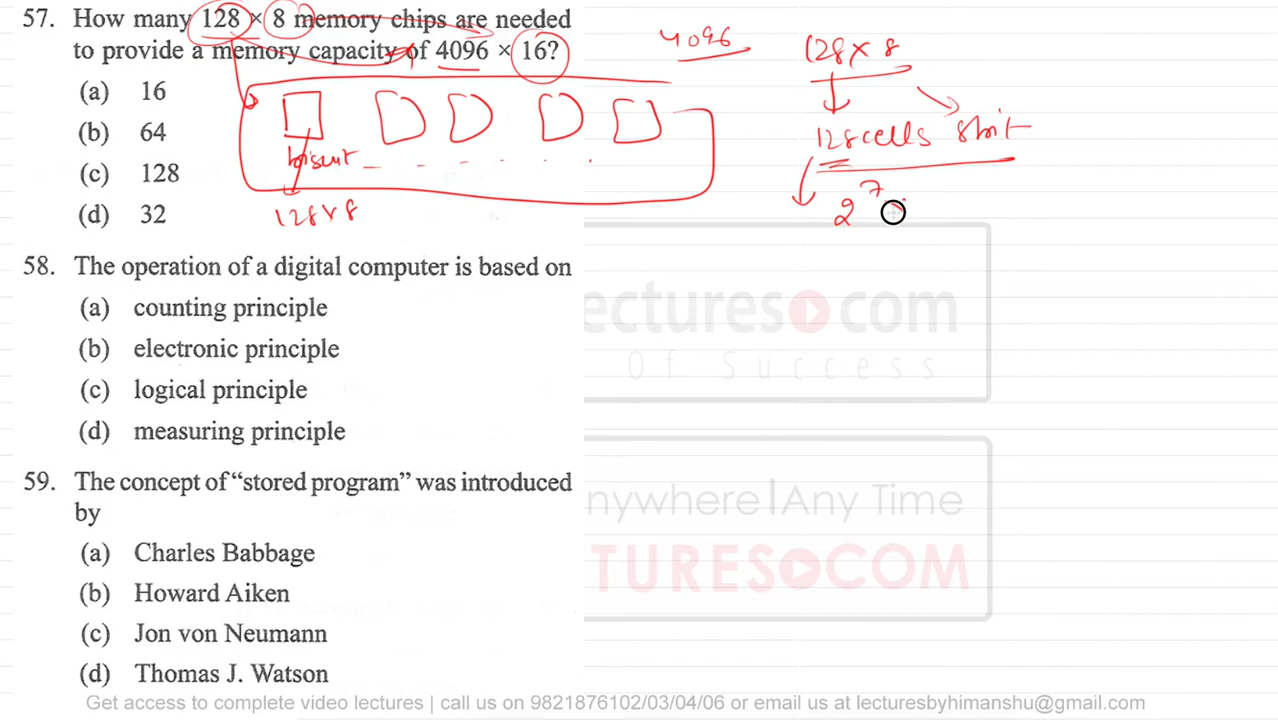 57. How many 128 × 8 memory chips are needed
to provide a memory capacity of 4096 × 16?
(a) 16
(b) 64
(c) 128
(d) 32
4096
128 × 8
128 cells 8 bit
2^7 ×
128 × 8
58. The operation of a digital computer is based on
(a) counting principle
(b) electronic principle
(c) logical principle
(d) measuring principle
59. The concept of “stored program” was introduced
by
(a) Charles Babbage
(b) Howard Aiken
(c) Jon von Neumann
(d) Thomas J. Watson
ectures com
Of Success
nywhere|Any Time
TURES COM
Get access to complete video lectures | call us on 9821876102/03/04/06 or email us at lecturesbyhimanshu@gmail.com